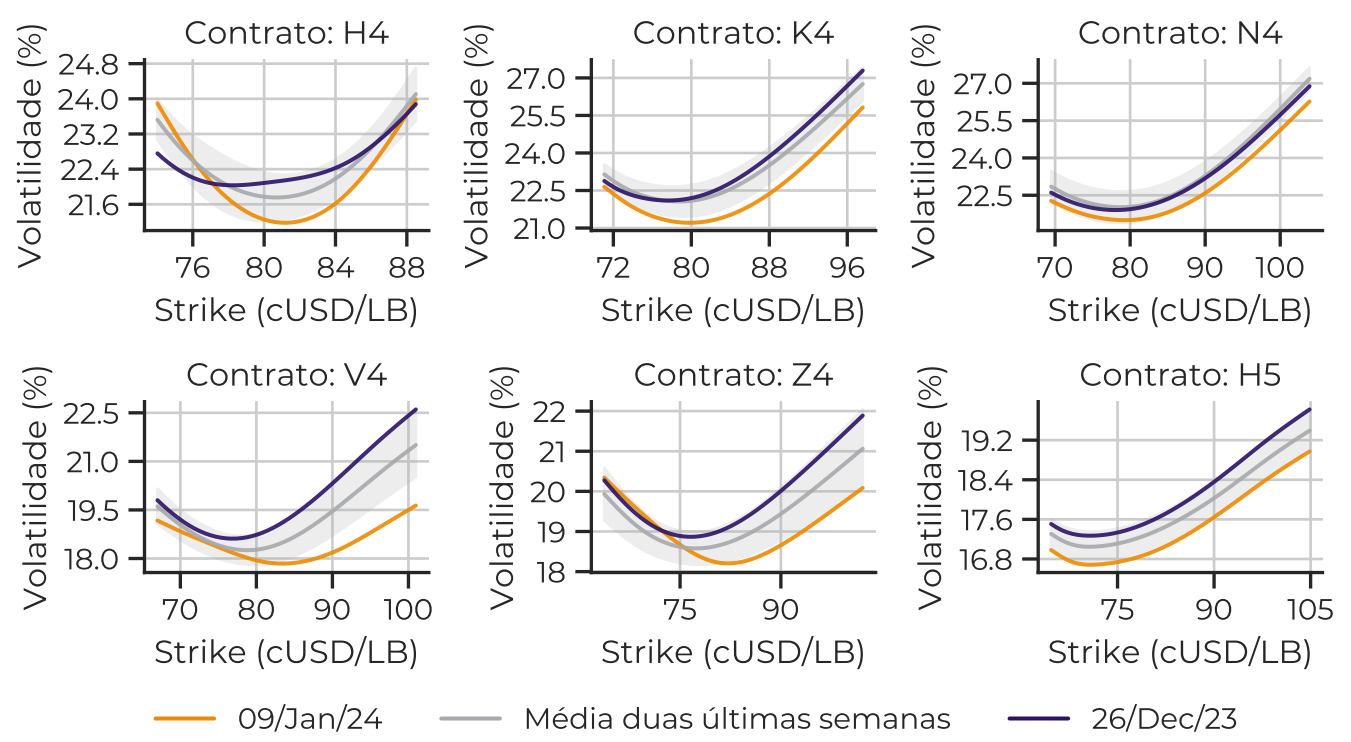 Contrato: H4
Volatilidade (%)
24.8
24.0
23.2
22.4
21.6
76 80 84 88
Strike (cUSD/LB)
Contrato: K4
Volatilidade (%)
27.0
25.5
24.0
22.5
21.0
72 80 88 96
Strike (cUSD/LB)
Contrato: N4
Volatilidade (%)
27.0
25.5
24.0
22.5
70 80 90 100
Strike (cUSD/LB)
Contrato: V4
Volatilidade (%)
22.5
21.0
19.5
18.0
70 80 90 100
Strike (cUSD/LB)
Contrato: Z4
Volatilidade (%)
22
21
20
19
18
75 90
Strike (cUSD/LB)
Contrato: H5
Volatilidade (%)
19.2
18.4
17.6
16.8
75 90 105
Strike (cUSD/LB)
09/Jan/24 Média duas últimas semanas 26/Dec/23